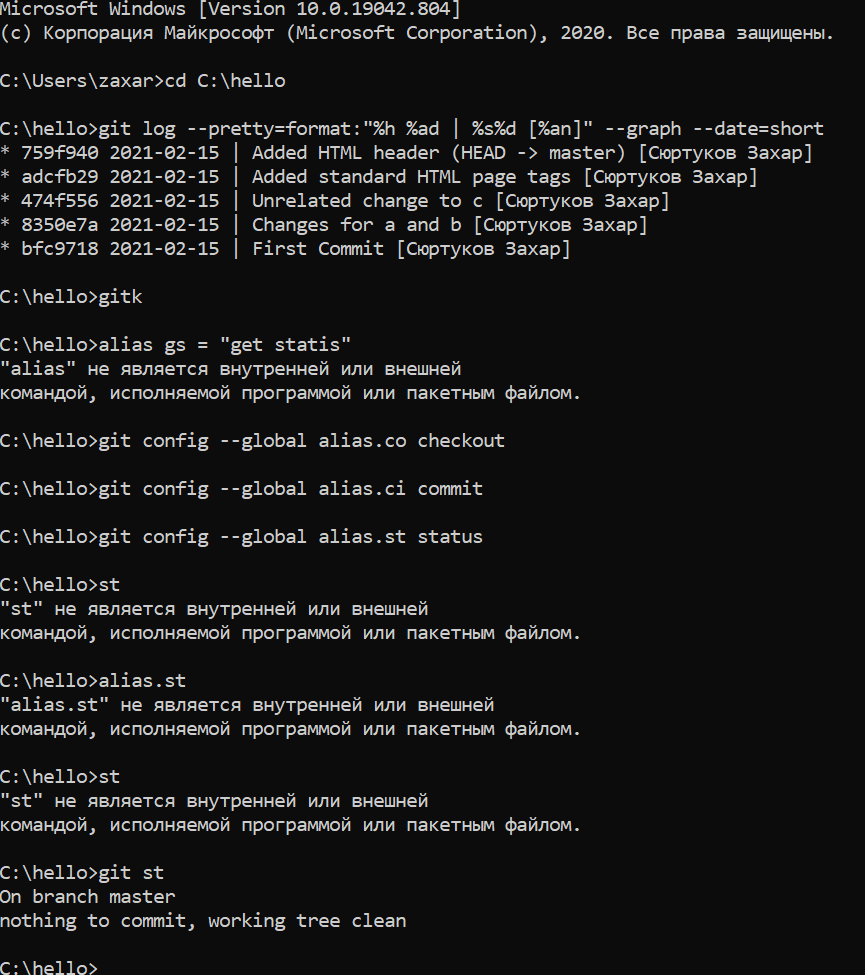 Microsoft Windows [Version 10.0.19042.804]
(c) Корпорация Майкрософт (Microsoft Corporation), 2020. Все права защищены.
C:\Users\zaxar>cd C:\hello
C:\hello>git log --pretty=format:"%h %ad | %s%d [%an]" --graph --date=short
* 759f940 2021-02-15 | Added HTML header (HEAD -> master) [Сюртуков Захар]
* adcfb29 2021-02-15 | Added standard HTML page tags [Сюртуков Захар]
* 474f556 2021-02-15 | Unrelated change to c [Сюртуков Захар]
* 8350e7a 2021-02-15 | Changes for a and b [Сюртуков Захар]
* bfc9718 2021-02-15 | First Commit [Сюртуков Захар]
C:\hello>gitk
C:\hello>alias gs = "get statis"
"alias" не является внутренней или внешней
командой, исполняемой программой или пакетным файлом.
C:\hello>git config --global alias.co checkout
C:\hello>git config --global alias.ci commit
C:\hello>git config --global alias.st status
C:\hello>st
"st" не является внутренней или внешней
командой, исполняемой программой или пакетным файлом.
C:\hello>alias.st
"alias.st" не является внутренней или внешней
командой, исполняемой программой или пакетным файлом.
C:\hello>st
"st" не является внутренней или внешней
командой, исполняемой программой или пакетным файлом.
C:\hello>git st
On branch master
nothing to commit, working tree clean
C:\hello>